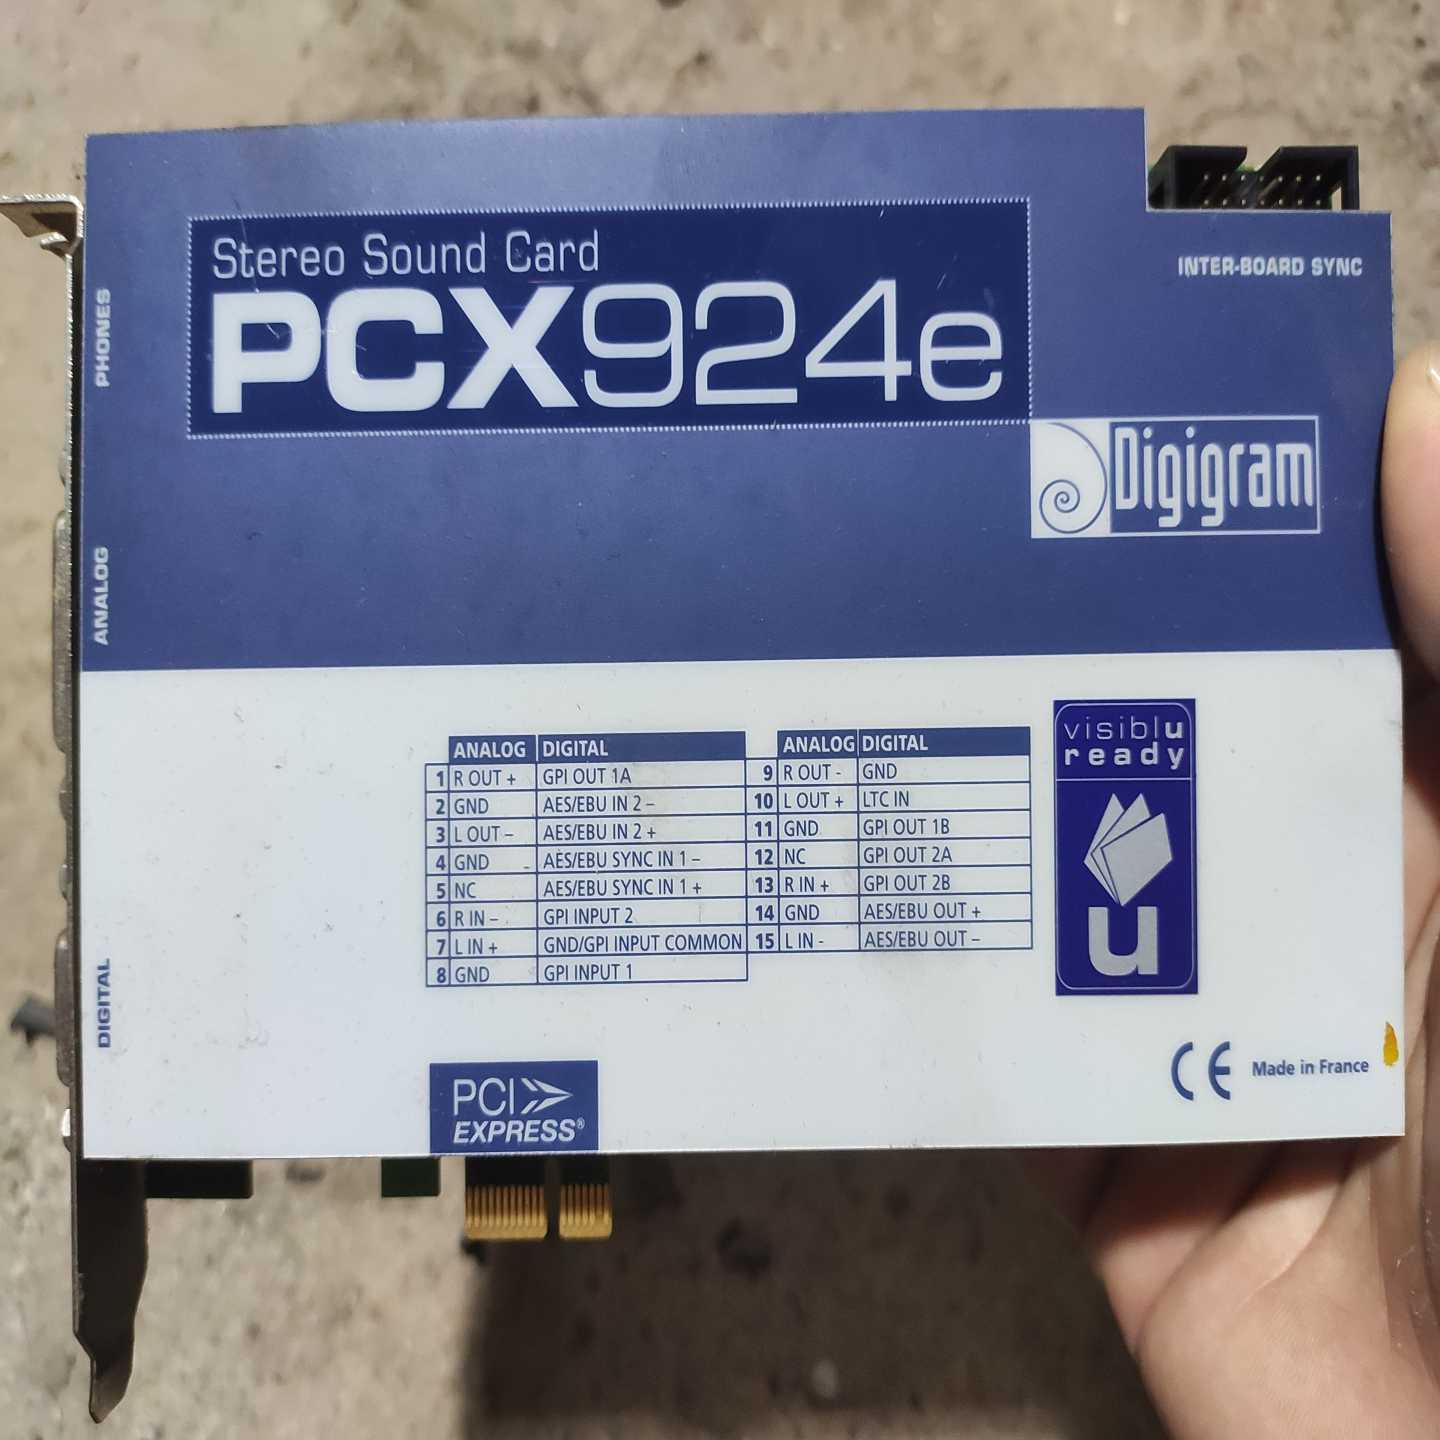 Stereo Sound Card
PCX924e
INTER-BOARD SYNC
PHONES
Digigram
ANALOG
DIGITAL
ANALOG DIGITAL
1 R OUT + GPI OUT 1A
2 GND AES/EBU IN 2 –
3 L OUT – AES/EBU IN 2 +
4 GND AES/EBU SYNC IN 1 –
5 NC AES/EBU SYNC IN 1 +
6 R IN – GPI INPUT 2
7 L IN + GND/GPI INPUT COMMON
8 GND GPI INPUT 1
ANALOG DIGITAL
9 R OUT - GND
10 L OUT + LTC IN
11 GND GPI OUT 1B
12 NC GPI OUT 2A
13 R IN + GPI OUT 2B
14 GND AES/EBU OUT +
15 L IN - AES/EBU OUT –
visiblu
ready
u
PCI
EXPRESS®
CE Made in France